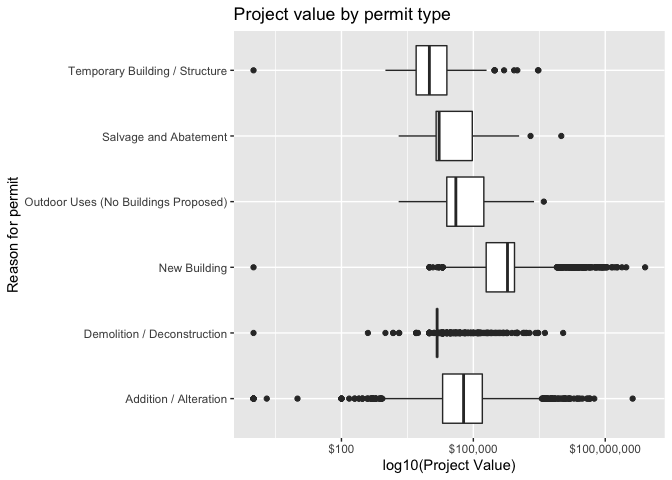 Project value by permit type
Reason for permit
Temporary Building / Structure
Salvage and Abatement
Outdoor Uses (No Buildings Proposed)
New Building
Demolition / Deconstruction
Addition / Alteration
$100
$100,000
$100,000,000
log10(Project Value)